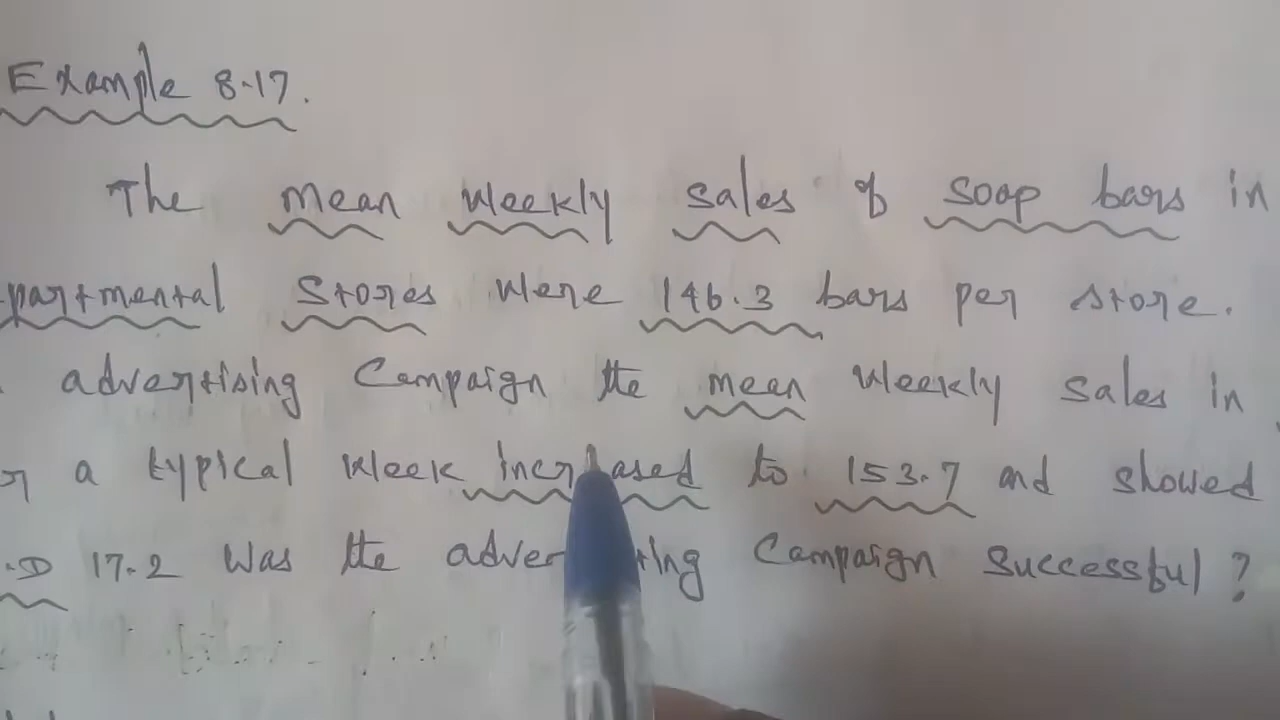 Example 8.17.
The mean weekly sales of soap bars in
partmental stores were 146.3 bars per store.
advertising Campaign the mean weekly sales in
a typical week increased to 153.7 and showed
.D 17.2 Was the advertising Campaign Successful?